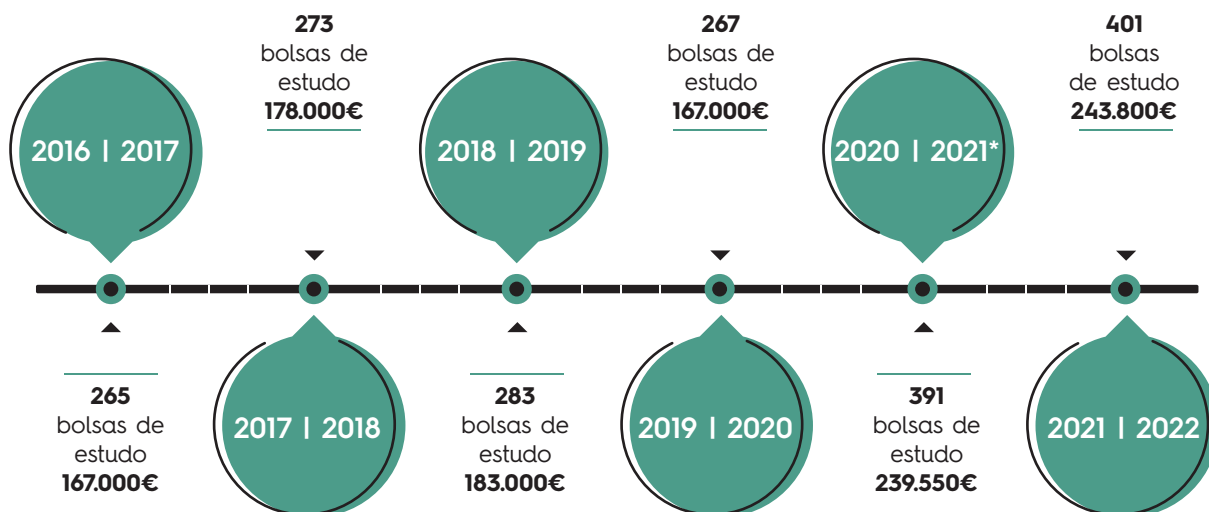 273
bolsas de
estudo
178.000€
267
bolsas de
estudo
167.000€
401
bolsas
de estudo
243.800€
2016 | 2017
2018 | 2019
2020 | 2021*
265
bolsas de
estudo
167.000€
2017 | 2018
283
bolsas de
estudo
183.000€
2019 | 2020
391
bolsas de
estudo
239.550€
2021 | 2022